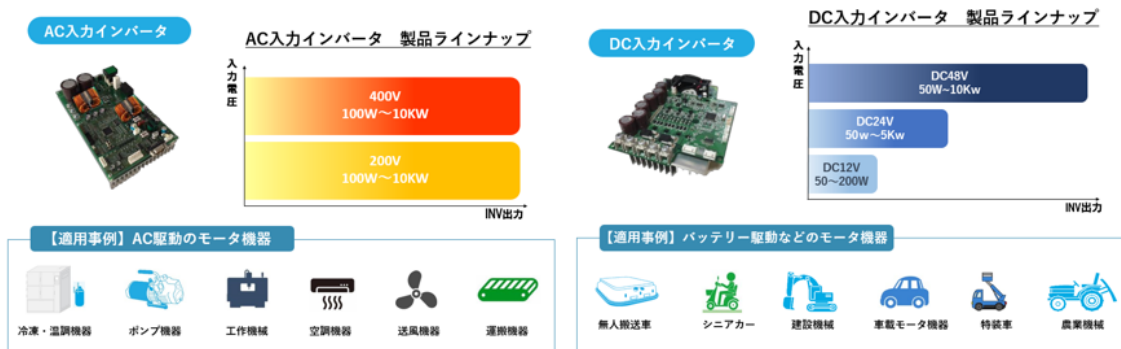 AC入力インバータ
AC入力インバータ 製品ラインナップ
入力電圧
400V
100W～10KW
200V
100W～10KW
INV出力
【適用事例】AC駆動のモータ機器
冷凍・温調機器
ポンプ機器
工作機械
空調機器
送風機器
運搬機器
DC入力インバータ
DC入力インバータ 製品ラインナップ
入力電圧
DC48V
50W~10Kw
DC24V
50w～5Kw
DC12V
50～200W
INV出力
【適用事例】バッテリー駆動などのモータ機器
無人搬送車
シニアカー
建設機械
車載モータ機器
特装車
農業機械